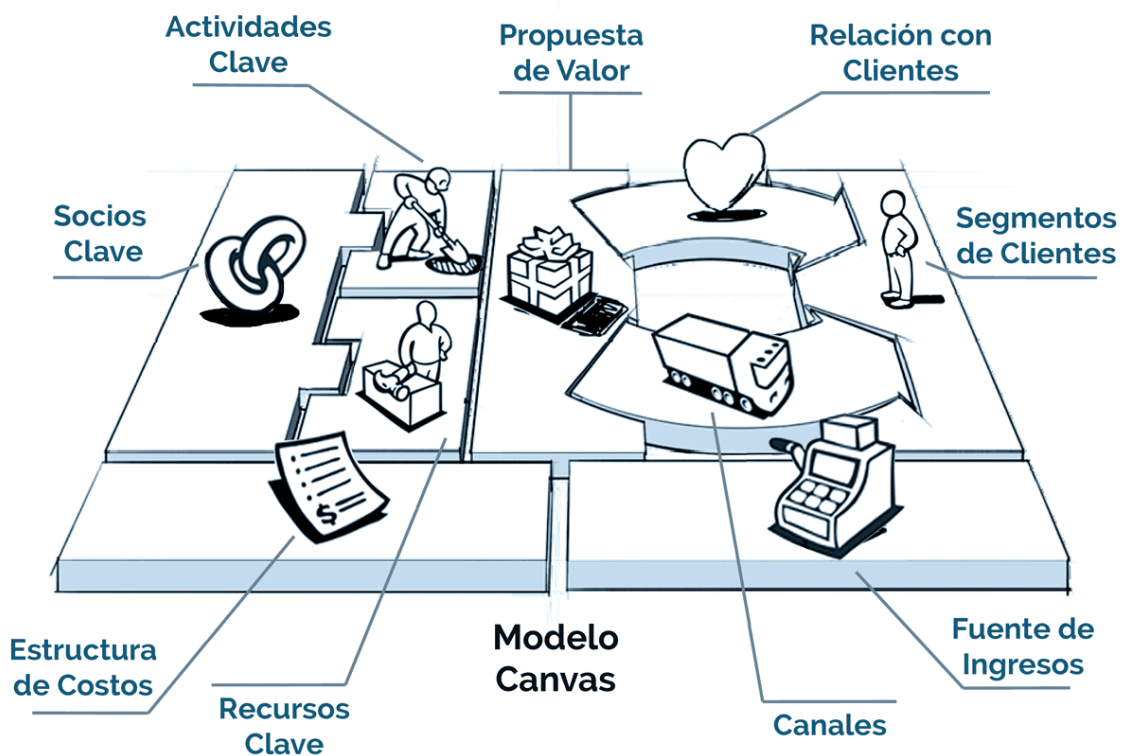 Actividades
Clave
Propuesta
de Valor
Relación con
Clientes
Socios
Clave
Segmentos
de Clientes
$
Modelo
Canvas
Estructura
de Costos
Recursos
Clave
Canales
Fuente de
Ingresos